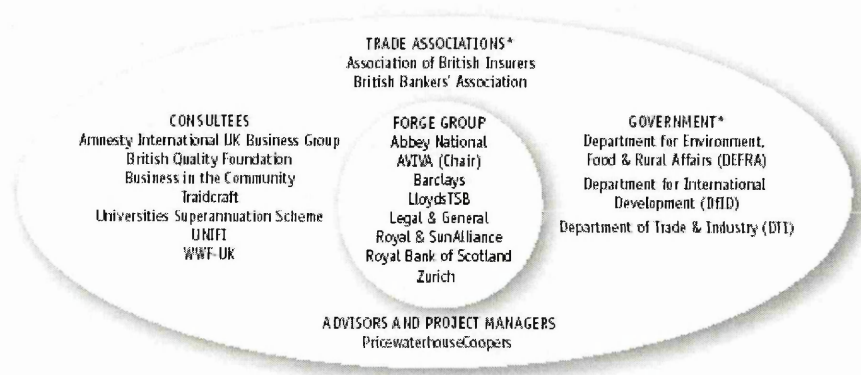 TRADE ASSOCIATIONS*
Association of British Insurers
British Bankers' Association
CONSULTEES
Amnesty International UK Business Group
British Quality Foundation
Business in the Community
Traidcraft
Universities Superannuation Scheme
UNIFI
WWF-UK
FORGE GROUP
Abbey National
AVIVA (Chair)
Barclays
LloydsTSB
Legal & General
Royal & SunAlliance
Royal Bank of Scotland
Zurich
GOVERNMENT*
Department for Environment,
Food & Rural Affairs (DEFRA)
Department for International
Development (DfID)
Department of Trade & Industry (DTI)
ADVISORS AND PROJECT MANAGERS
PricewaterhouseCoopers